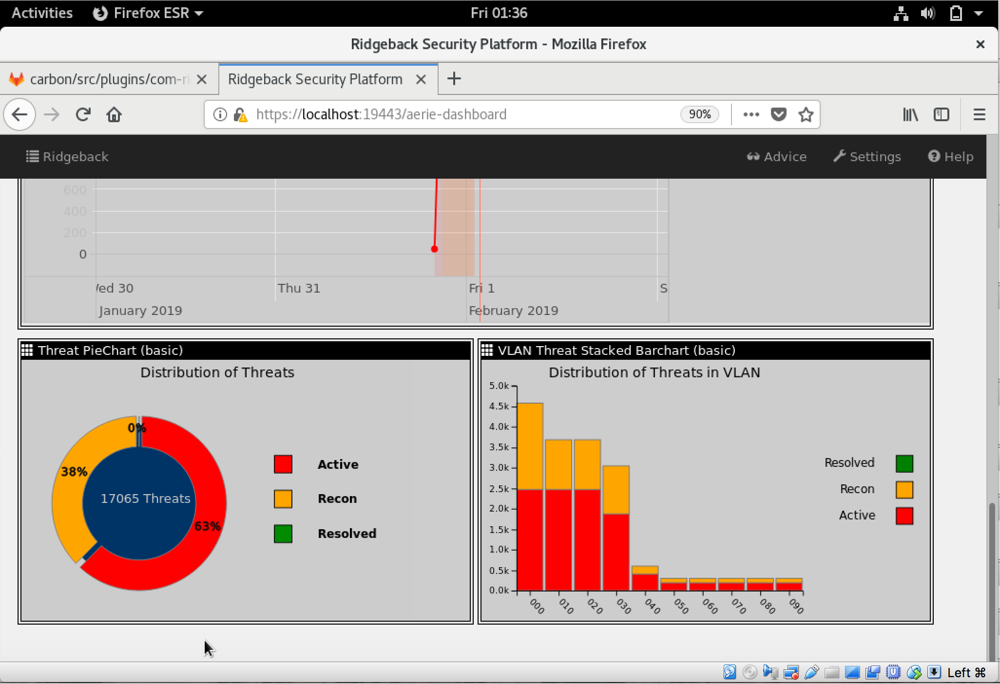 Activities Firefox ESR Fri 01:36
Ridgeback Security Platform - Mozilla Firefox
carbon/src/plugins/com-ri Ridgeback Security Platform
https://localhost:19443/aerie-dashboard 90%
Ridgeback Advice Settings Help
600
400
200
0
Wed 30 Thu 31 Fri 1 S
January 2019 February 2019
Threat PieChart (basic)
Distribution of Threats
0%
38%
17065 Threats
63%
Active
Recon
Resolved
VLAN Threat Stacked Barchart (basic)
Distribution of Threats in VLAN
5.0k
4.5k
4.0k
3.5k
3.0k
2.5k
2.0k
1.5k
1.0k
0.5k
0.0k
000 010 020 030 040 050 060 070 080 090
Resolved
Recon
Active
Left ⌘